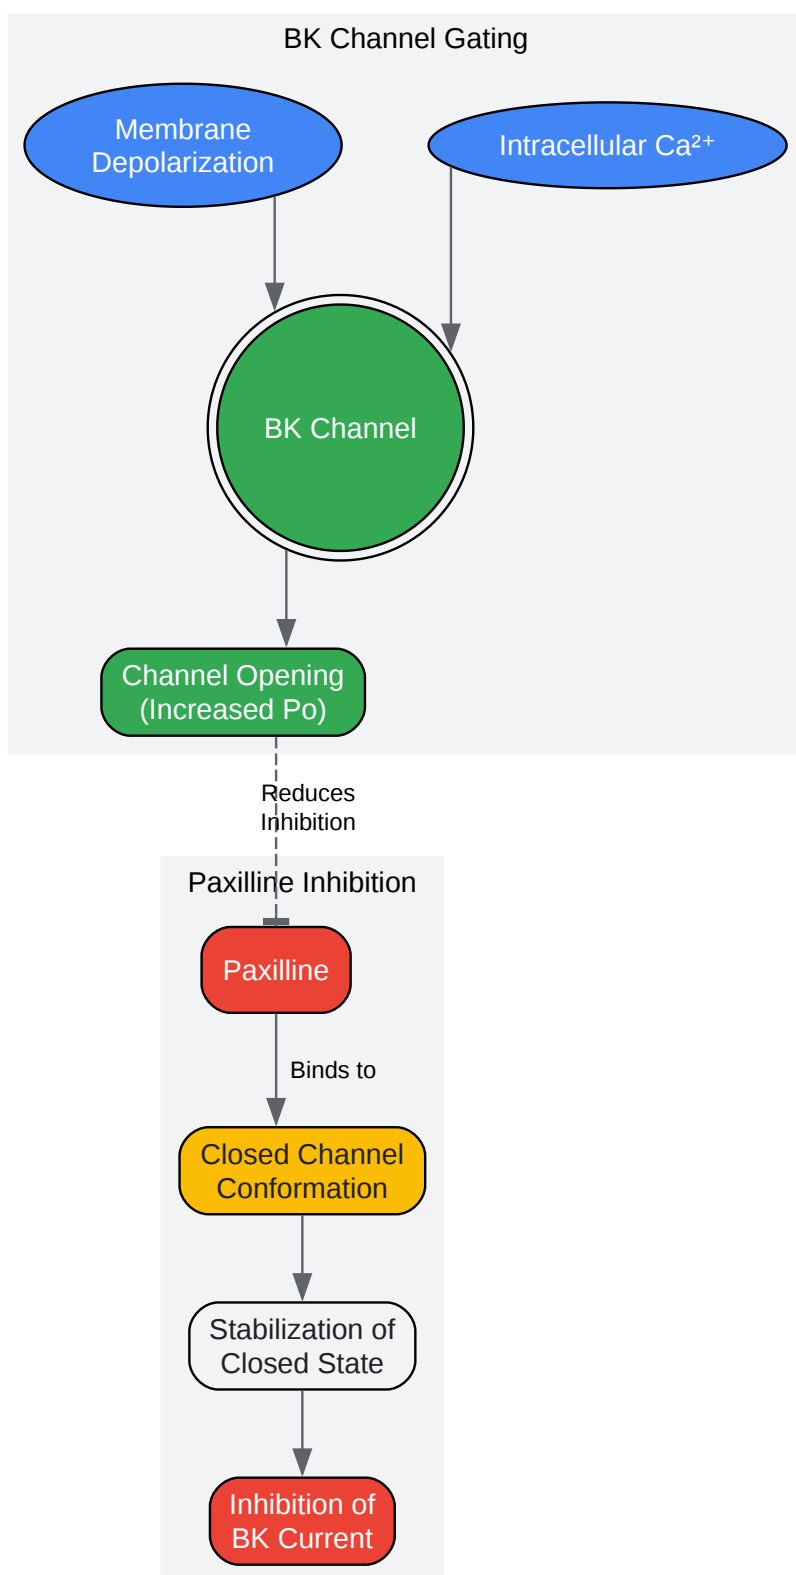 BK Channel Gating
Membrane
Depolarization
Intracellular Ca²⁺
BK Channel
Channel Opening
(Increased Po)
Reduces
Inhibition
Paxilline Inhibition
Paxilline
Binds to
Closed Channel
Conformation
Stabilization of
Closed State
Inhibition of
BK Current